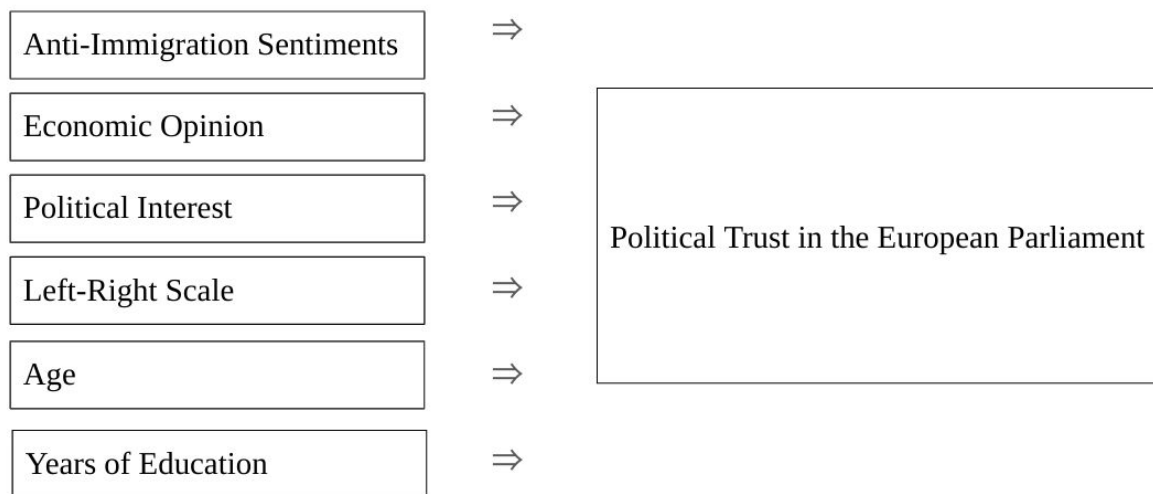 Anti-Immigration Sentiments ⇒
Economic Opinion ⇒
Political Interest ⇒
Political Trust in the European Parliament
Left-Right Scale ⇒
Age ⇒
Years of Education ⇒